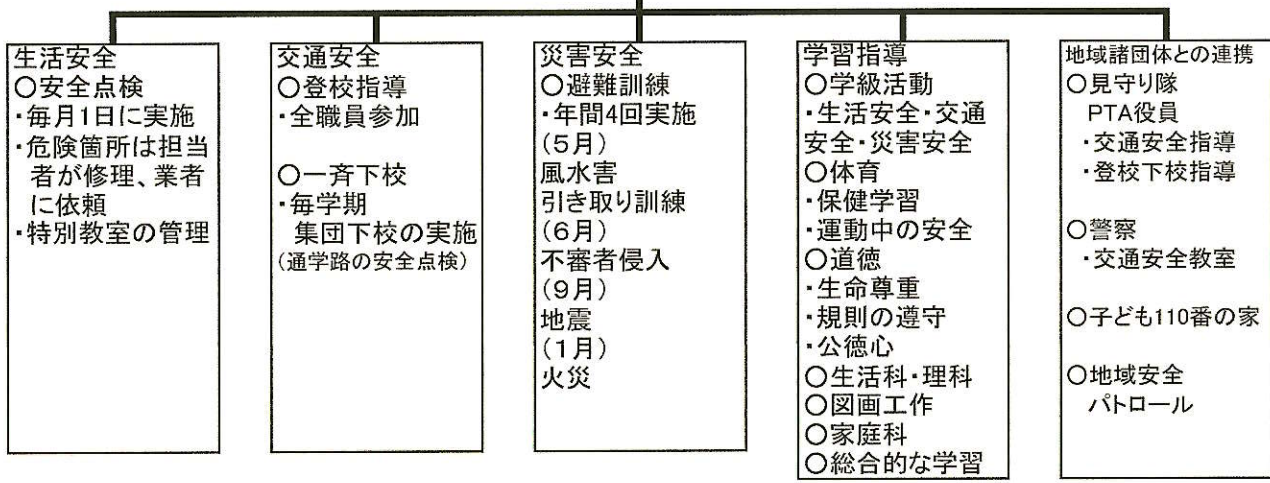 生活安全
○安全点検
・毎月1日に実施
・危険箇所は担当
者が修理、業者
に依頼
・特別教室の管理
交通安全
○登校指導
・全職員参加
○一斉下校
・毎学期
集団下校の実施
(通学路の安全点検)
災害安全
○避難訓練
・年間4回実施
(5月)
風水害
引き取り訓練
(6月)
不審者侵入
(9月)
地震
(1月)
火災
学習指導
○学級活動
・生活安全・交通
安全・災害安全
○体育
・保健学習
・運動中の安全
○道徳
・生命尊重
・規則の遵守
・公徳心
○生活科・理科
○図画工作
○家庭科
○総合的な学習
地域諸団体との連携
○見守り隊
PTA役員
・交通安全指導
・登校下校指導
○警察
・交通安全教室
○子ども110番の家
○地域安全
パトロール